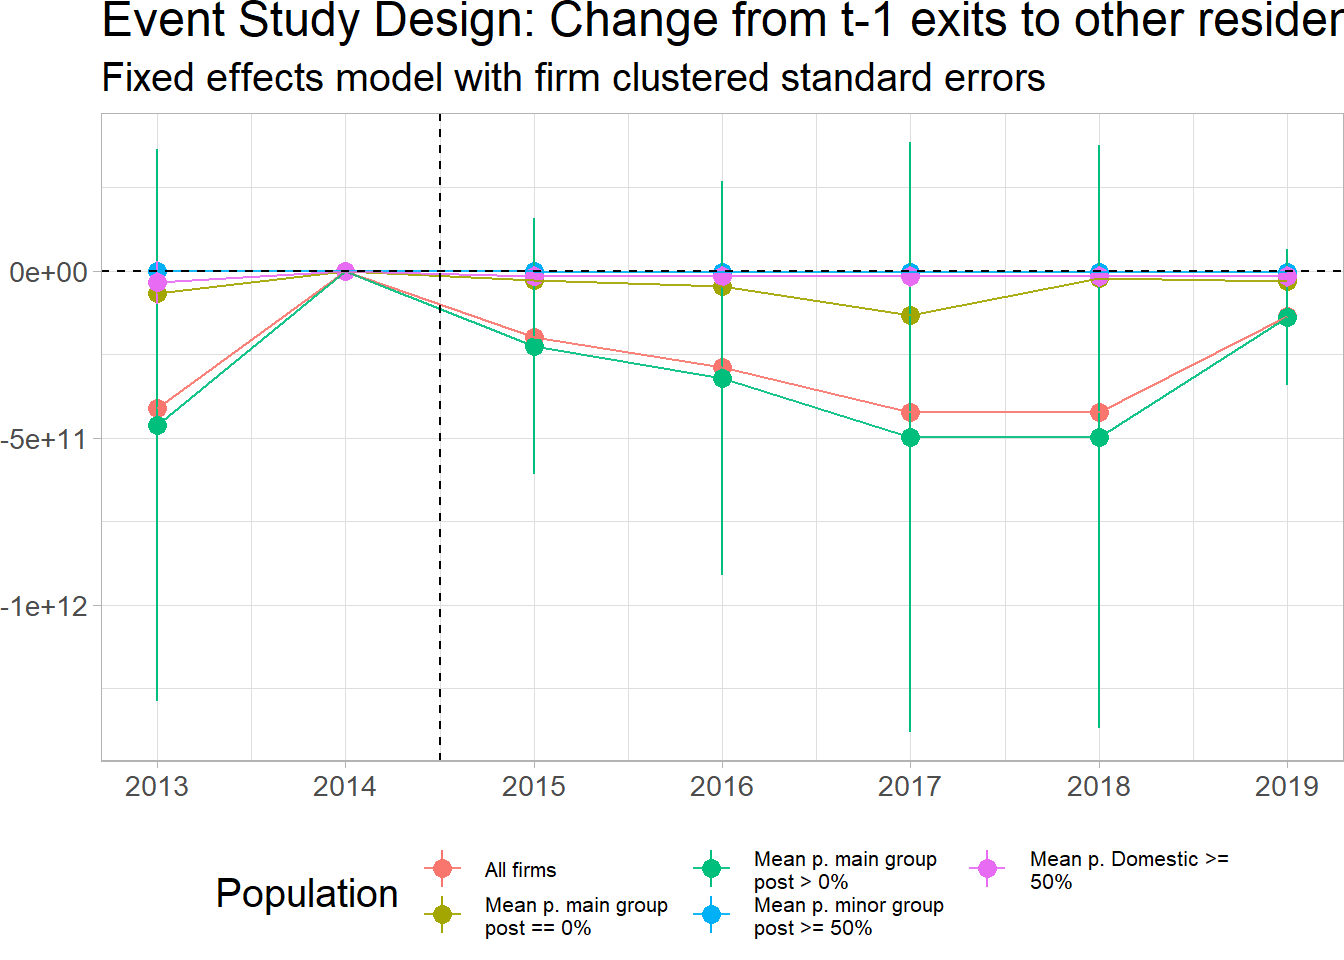 Event Study Design: Change from t-1 exits to other residen
Fixed effects model with firm clustered standard errors
0e+00
-5e+11
-1e+12
2013 2014 2015 2016 2017 2018 2019
Population
All firms
Mean p. main group
post == 0%
Mean p. main group
post > 0%
Mean p. minor group
post >= 50%
Mean p. Domestic >=
50%